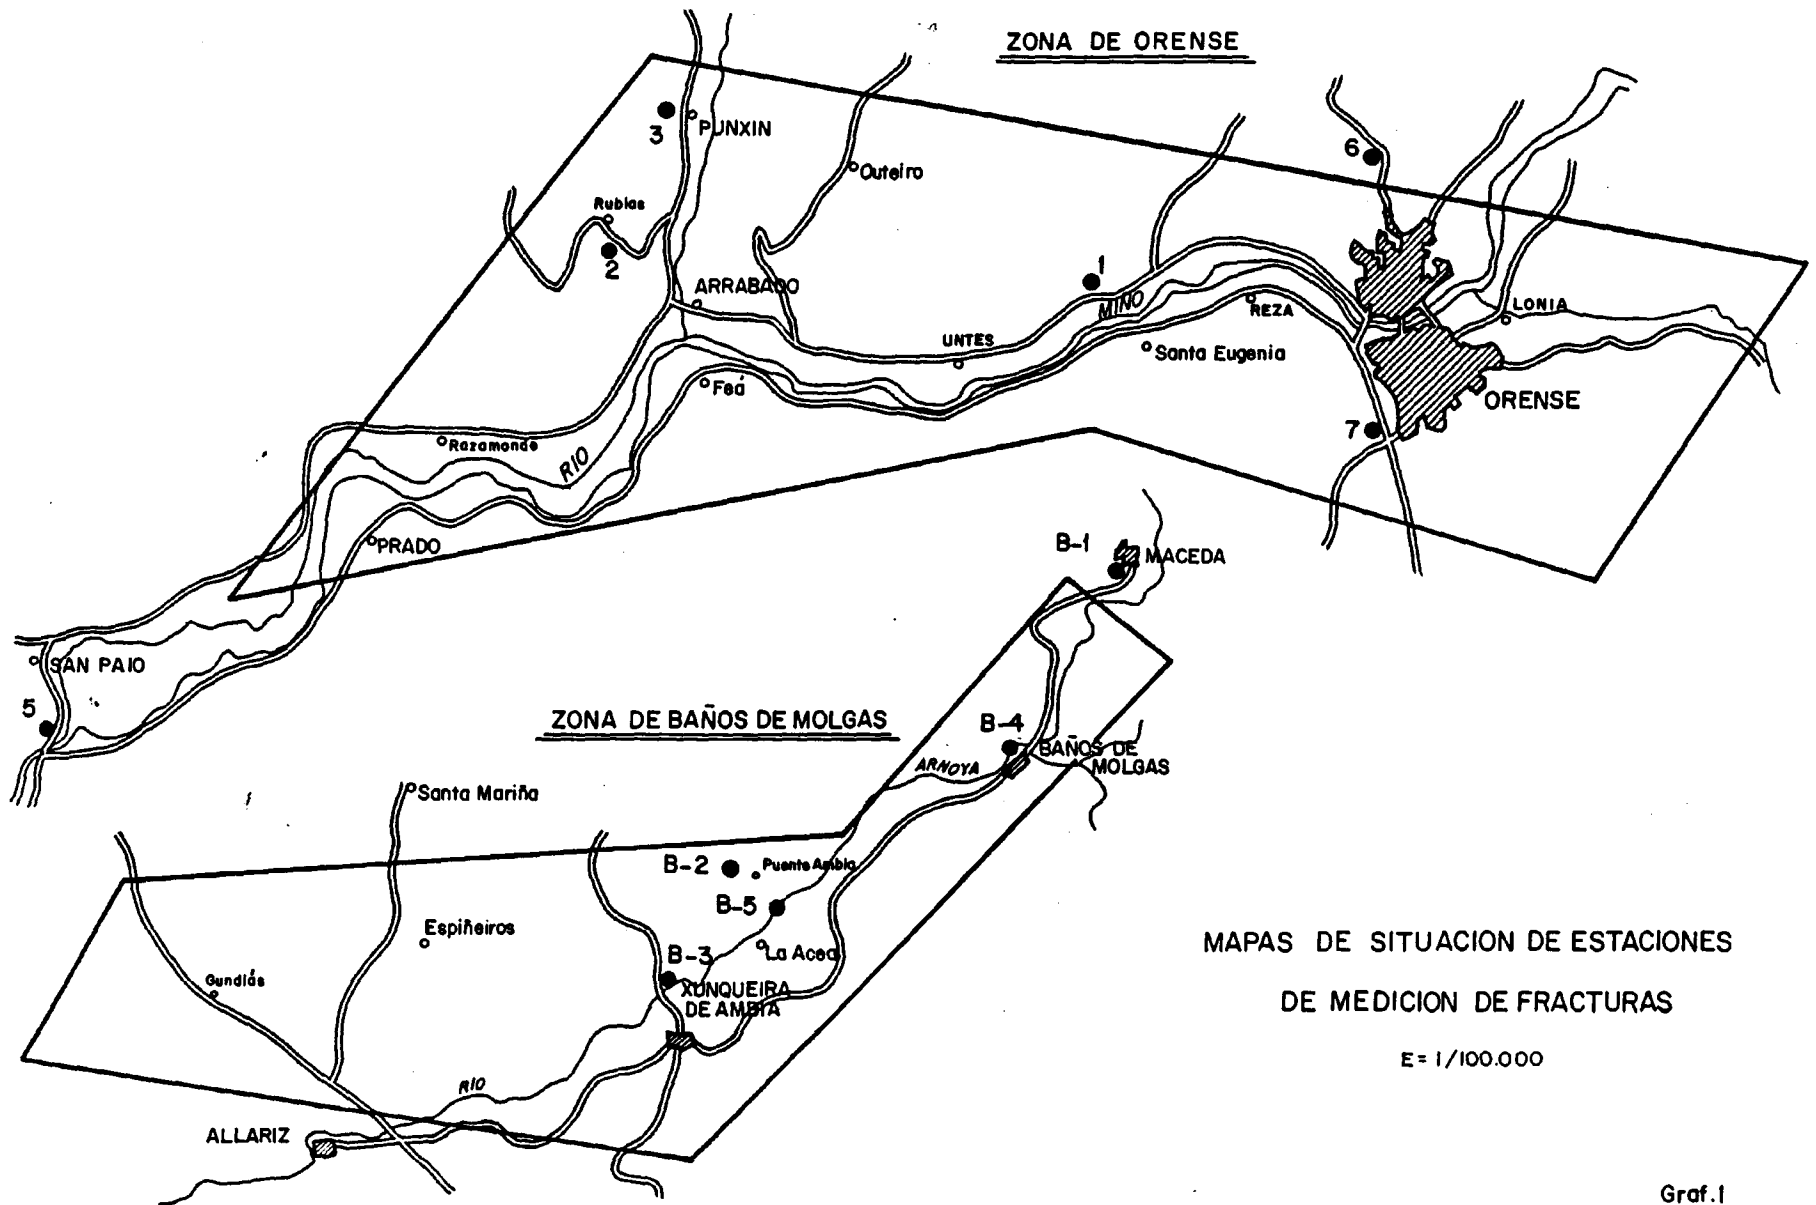 ZONA DE ORENSE
3
PUNXIN
6
Outeiro
Rubias
2
1
ARRABADO
MIÑO
REZA
LONIA
UNTES
Santa Eugenia
Feá
ORENSE
7
Razamonde
RIO
PRADO
B-1
MACEDA
SAN PAIO
5
ZONA DE BAÑOS DE MOLGAS
B-4
BAÑOS DE
MOLGAS
ARNOYA
Santa Mariña
B-2
Puente Ambia
B-5
Espiñeiros
La Acea
B-3
Gundiás
XUNQUEIRA
DE AMBIA
RIO
ALLARIZ
MAPAS DE SITUACION DE ESTACIONES
DE MEDICION DE FRACTURAS
E= 1/100.000
Graf.1